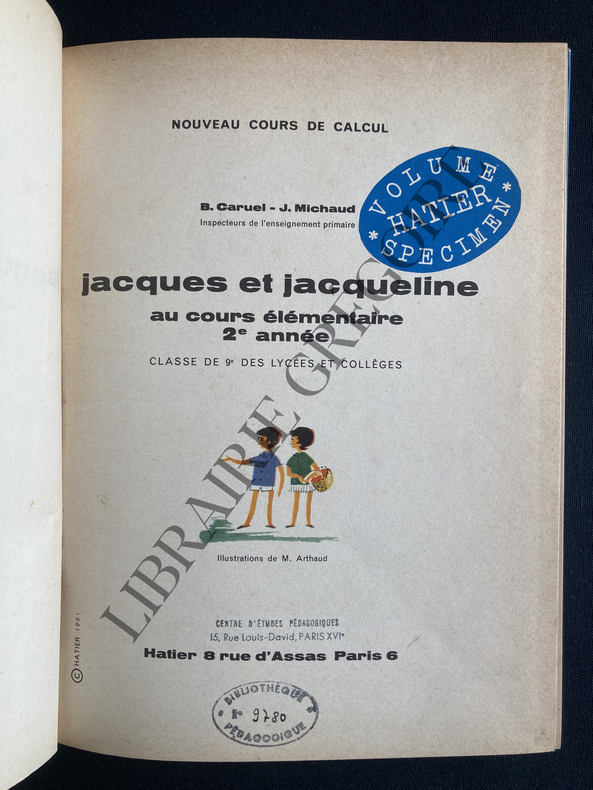 NOUVEAU COURS DE CALCUL
VOLUME
HATIER
* SPECIMEN *
B. Caruel - J. Michaud
Inspecteurs de l'enseignement primaire
jacques et jacqueline
au cours élémentaire
2e année
CLASSE DE 9e DES LYCÉES ET COLLÈGES
LIBRAIRIE GREGOIRE
Illustrations de M. Arthaud
© HATIER 1961
CENTRE D'ÉTUDES PÉDAGOGIQUES
15, Rue Louis-David, PARIS XVIe
Hatier 8 rue d'Assas Paris 6
BIBLIOTHÈQUE
No 9780
PÉDAGOGIQUE